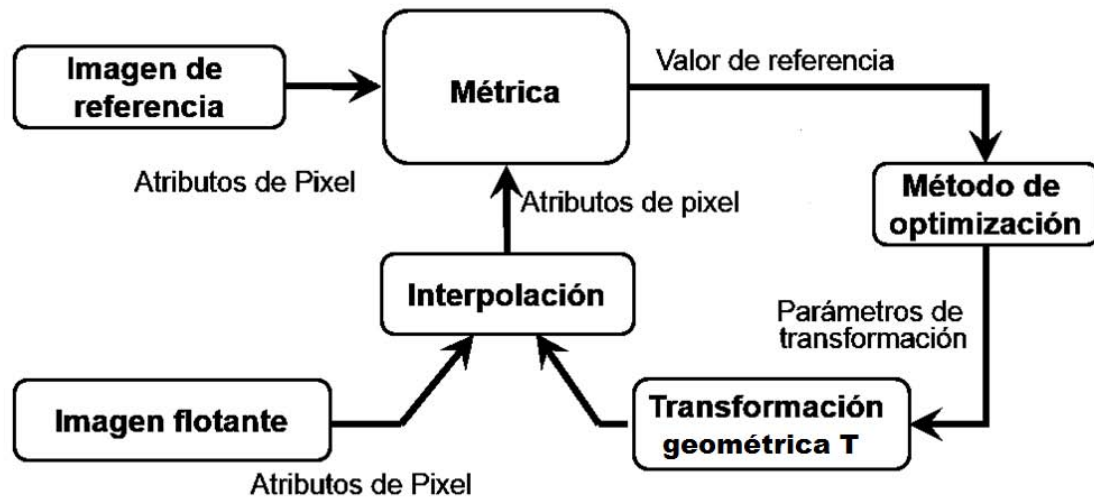 Imagen de
referencia
Métrica
Valor de referencia
Atributos de Pixel
Atributos de pixel
Método de
optimización
Interpolación
Parámetros de
transformación
Imagen flotante
Transformación
geométrica T
Atributos de Pixel